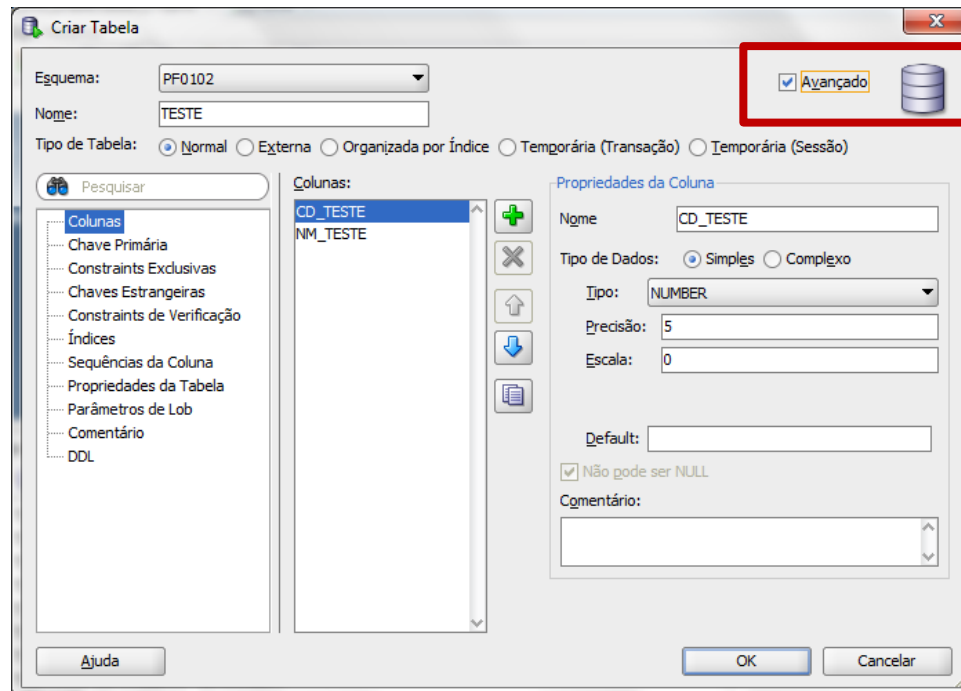 Criar Tabela
Esquema: PF0102
Avançado
Nome: TESTE
Tipo de Tabela: Normal Externa Organizada por Índice Temporária (Transação) Temporária (Sessão)
Pesquisar
Colunas
Chave Primária
Constraints Exclusivas
Chaves Estrangeiras
Constraints de Verificação
Índices
Sequências da Coluna
Propriedades da Tabela
Parâmetros de Lob
Comentário
DDL
Colunas:
CD_TESTE
NM_TESTE
Propriedades da Coluna
Nome CD_TESTE
Tipo de Dados: Simples Complexo
Tipo: NUMBER
Precisão: 5
Escala: 0
Default:
Não pode ser NULL
Comentário:
Ajuda
OK
Cancelar